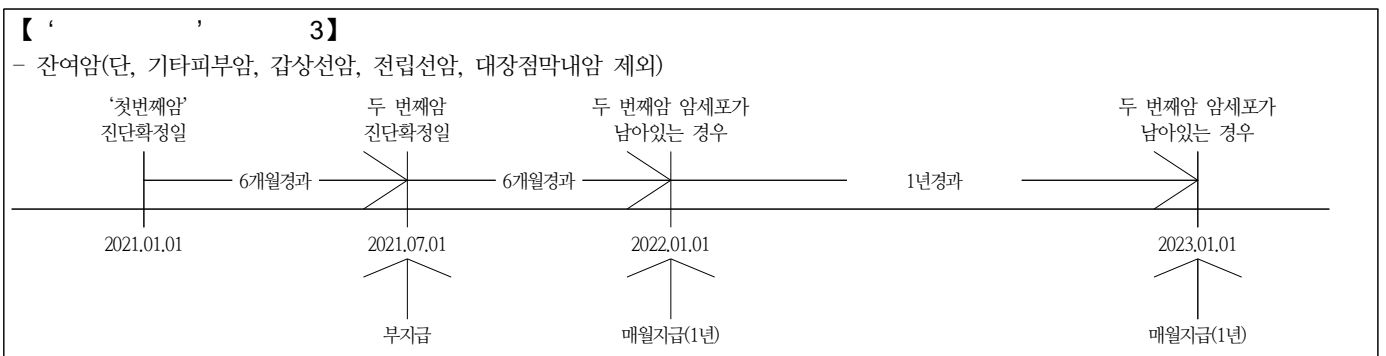 【 ‘ ’ 3】
- 잔여암(단, 기타피부암, 갑상선암, 전립선암, 대장점막내암 제외)
‘첫번째암’
진단확정일
두 번째암
진단확정일
두 번째암 암세포가
남아있는 경우
두 번째암 암세포가
남아있는 경우
6개월경과
6개월경과
1년경과
2021.01.01
2021.07.01
2022.01.01
2023.01.01
부지급
매월지급(1년)
매월지급(1년)